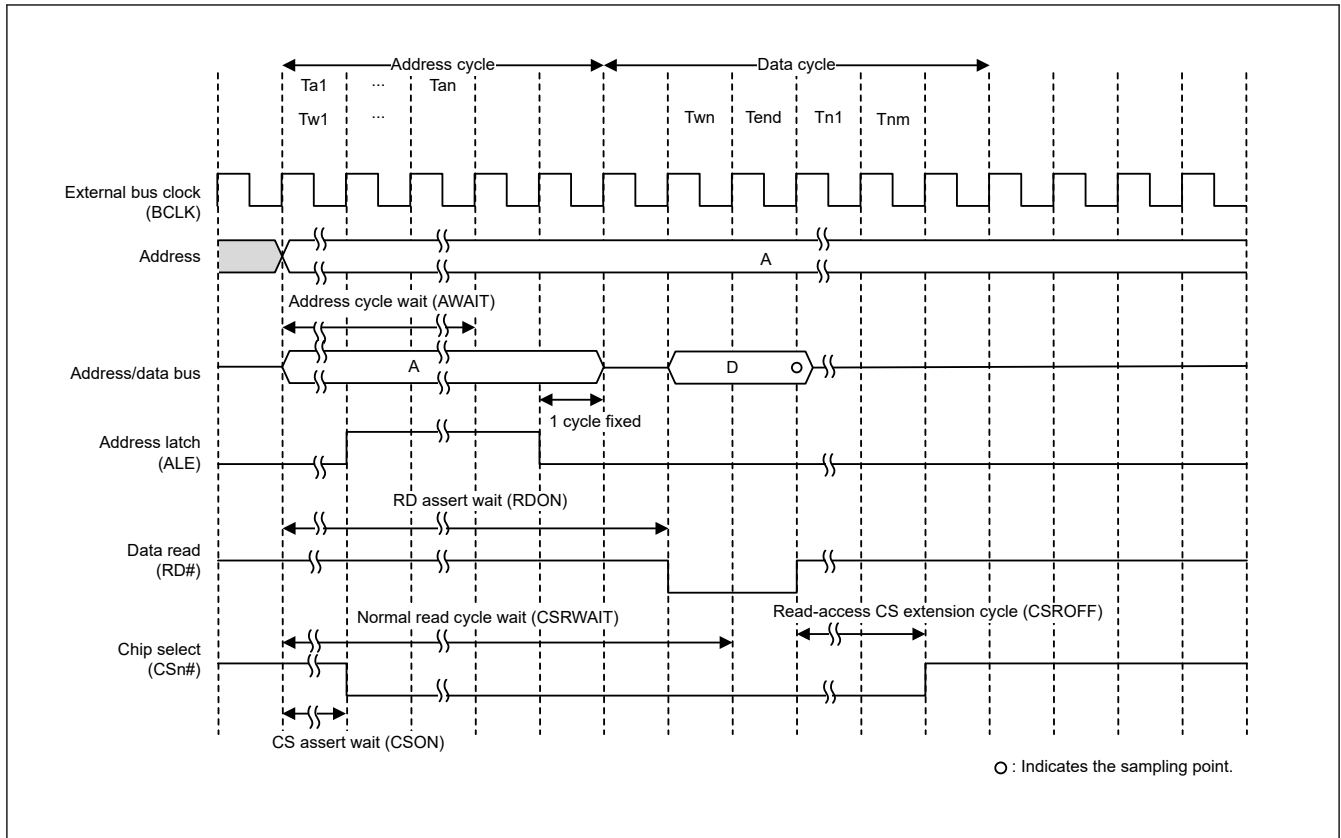 Address cycle
Data cycle
Ta1 ... Tan
Tw1 ... Twn Tend Tn1 Tnm
External bus clock
(BCLK)
Address
A
Address cycle wait (AWAIT)
Address/data bus
A
D
1 cycle fixed
Address latch
(ALE)
RD assert wait (RDON)
Data read
(RD#)
Normal read cycle wait (CSRWAIT)
Read-access CS extension cycle (CSROFF)
Chip select
(CSn#)
CS assert wait (CSON)
: Indicates the sampling point.